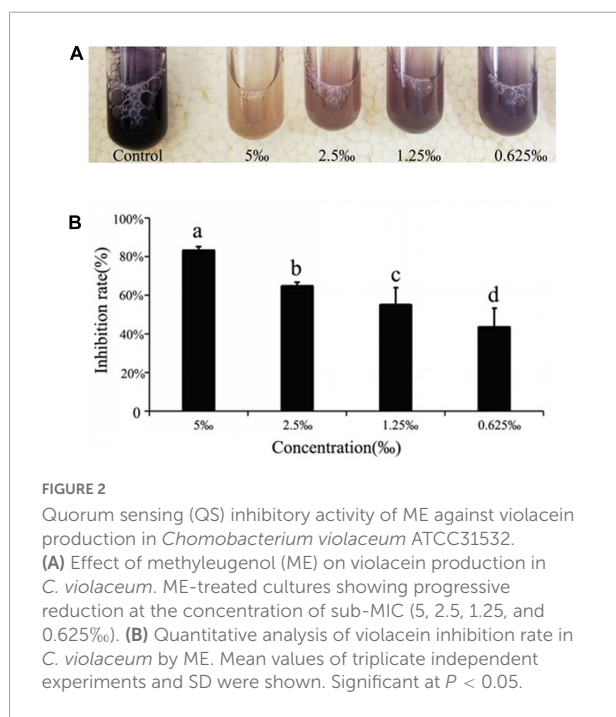 A
Control 5‰ 2.5‰ 1.25‰ 0.625‰
B
100%
80%
60%
40%
20%
0
Inhibition rate(%)
a
b
c
d
5‰ 2.5‰ 1.25‰ 0.625‰
Concentration(‰)
FIGURE 2
Quorum sensing (QS) inhibitory activity of ME against violacein
production in Chomobacterium violaceum ATCC31532.
(A) Effect of methyleugenol (ME) on violacein production in
C. violaceum. ME-treated cultures showing progressive
reduction at the concentration of sub-MIC (5, 2.5, 1.25, and
0.625‰). (B) Quantitative analysis of violacein inhibition rate in
C. violaceum by ME. Mean values of triplicate independent
experiments and SD were shown. Significant at P < 0.05.